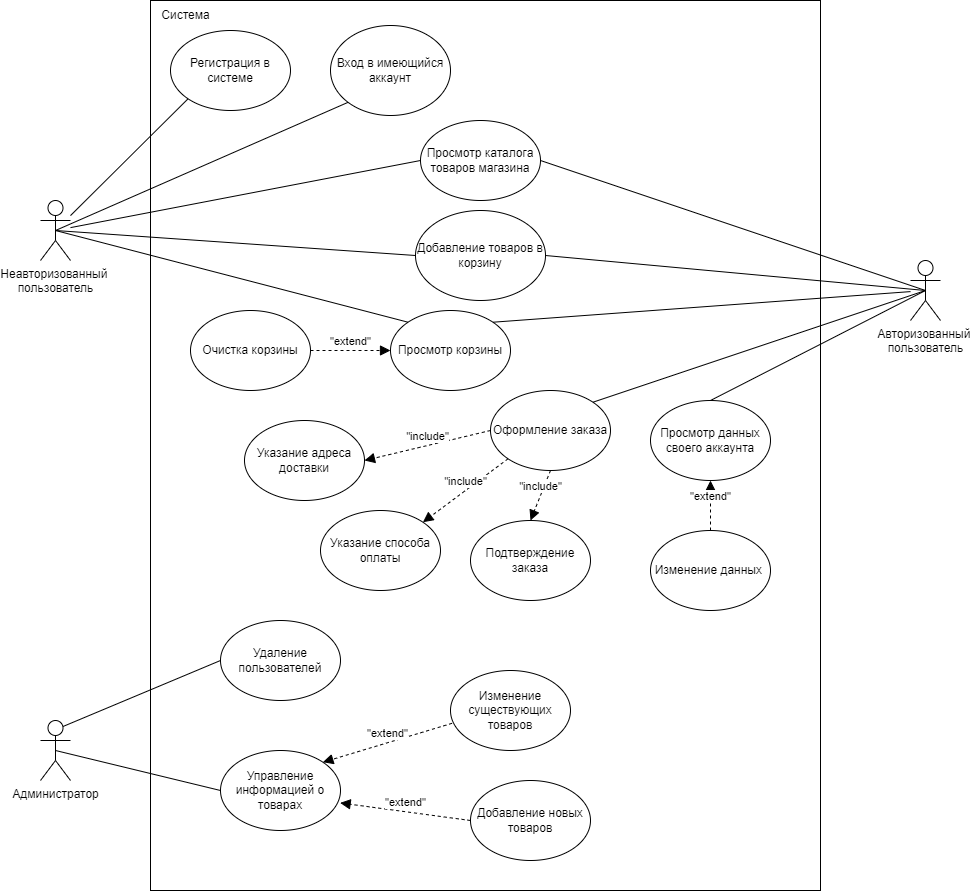 Система
Регистрация в
системе
Вход в имеющийся
аккаунт
Просмотр каталога
товаров магазина
Неавторизованный
пользователь
Добавление товаров в
корзину
Авторизованный
пользователь
Очистка корзины
"extend"
Просмотр корзины
Оформление заказа
"include"
Указание адреса
доставки
Просмотр данных
своего аккаунта
"include"
"include"
"extend"
Указание способа
оплаты
Подтверждение
заказа
Изменение данных
Удаление
пользователей
Изменение
существующих
товаров
"extend"
Администратор
Управление
информацией о
товарах
"extend"
Добавление новых
товаров